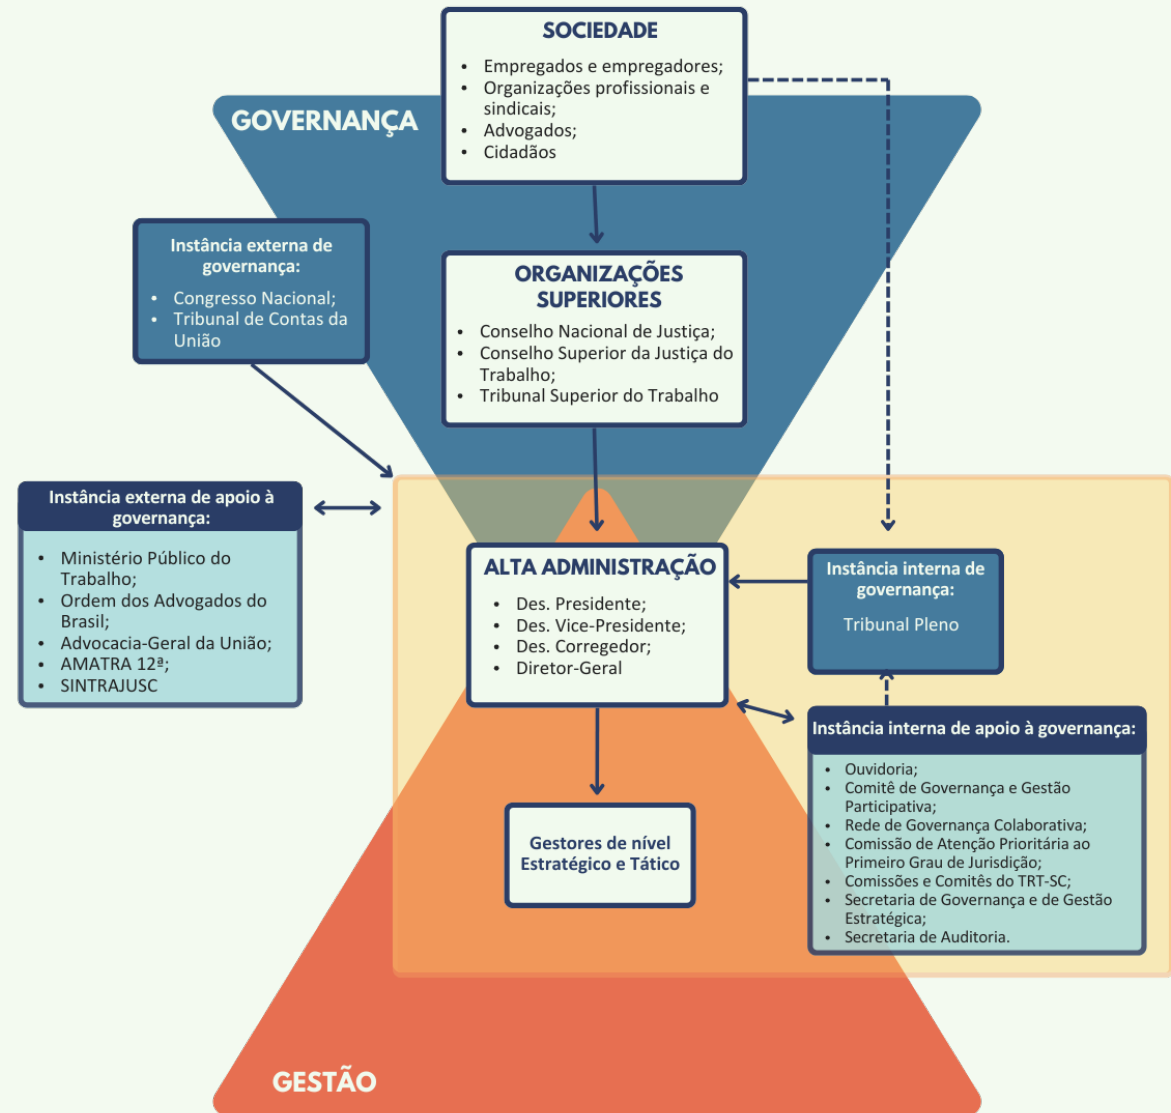 SOCIEDADE
• Empregados e empregadores;
• Organizações profissionais e
sindicais;
• Advogados;
• Cidadãos
GOVERNANÇA
Instância externa de
governança:
• Congresso Nacional;
• Tribunal de Contas da
União
ORGANIZAÇÕES
SUPERIORES
• Conselho Nacional de Justiça;
• Conselho Superior da Justiça do
Trabalho;
• Tribunal Superior do Trabalho
Instância externa de apoio à
governança:
• Ministério Público do
Trabalho;
• Ordem dos Advogados do
Brasil;
• Advocacia-Geral da União;
• AMATRA 12ª;
• SINTRAJUSC
ALTA ADMINISTRAÇÃO
• Des. Presidente;
• Des. Vice-Presidente;
• Des. Corregedor;
• Diretor-Geral
Instância interna de
governança:
Tribunal Pleno
Instância interna de apoio à governança:
• Ouvidoria;
• Comitê de Governança e Gestão
Participativa;
• Rede de Governança Colaborativa;
• Comissão de Atenção Prioritária ao
Primeiro Grau de Jurisdição;
• Comissões e Comitês do TRT-SC;
• Secretaria de Governança e de Gestão
Estratégica;
• Secretaria de Auditoria.
Gestores de nível
Estratégico e Tático
GESTÃO